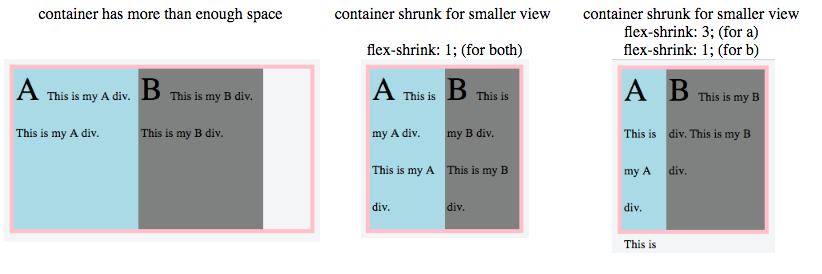 container has more than enough space
A This is my A div.
This is my A div.
B This is my B div.
This is my B div.
container shrunk for smaller view
flex-shrink: 1; (for both)
A This is
my A div.
This is my A
div.
B This is
my B div.
This is my B
div.
container shrunk for smaller view
flex-shrink: 3; (for a)
flex-shrink: 1; (for b)
A
This is
my A
div.
This is
B This is my B
div. This is my B
div.